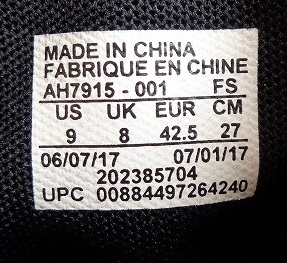 MADE IN CHINA
FABRIQUE EN CHINE
AH7915 - 001 FS
US UK EUR CM
9 8 42.5 27
06/07/17 07/01/17
202385704
UPC 00884497264240